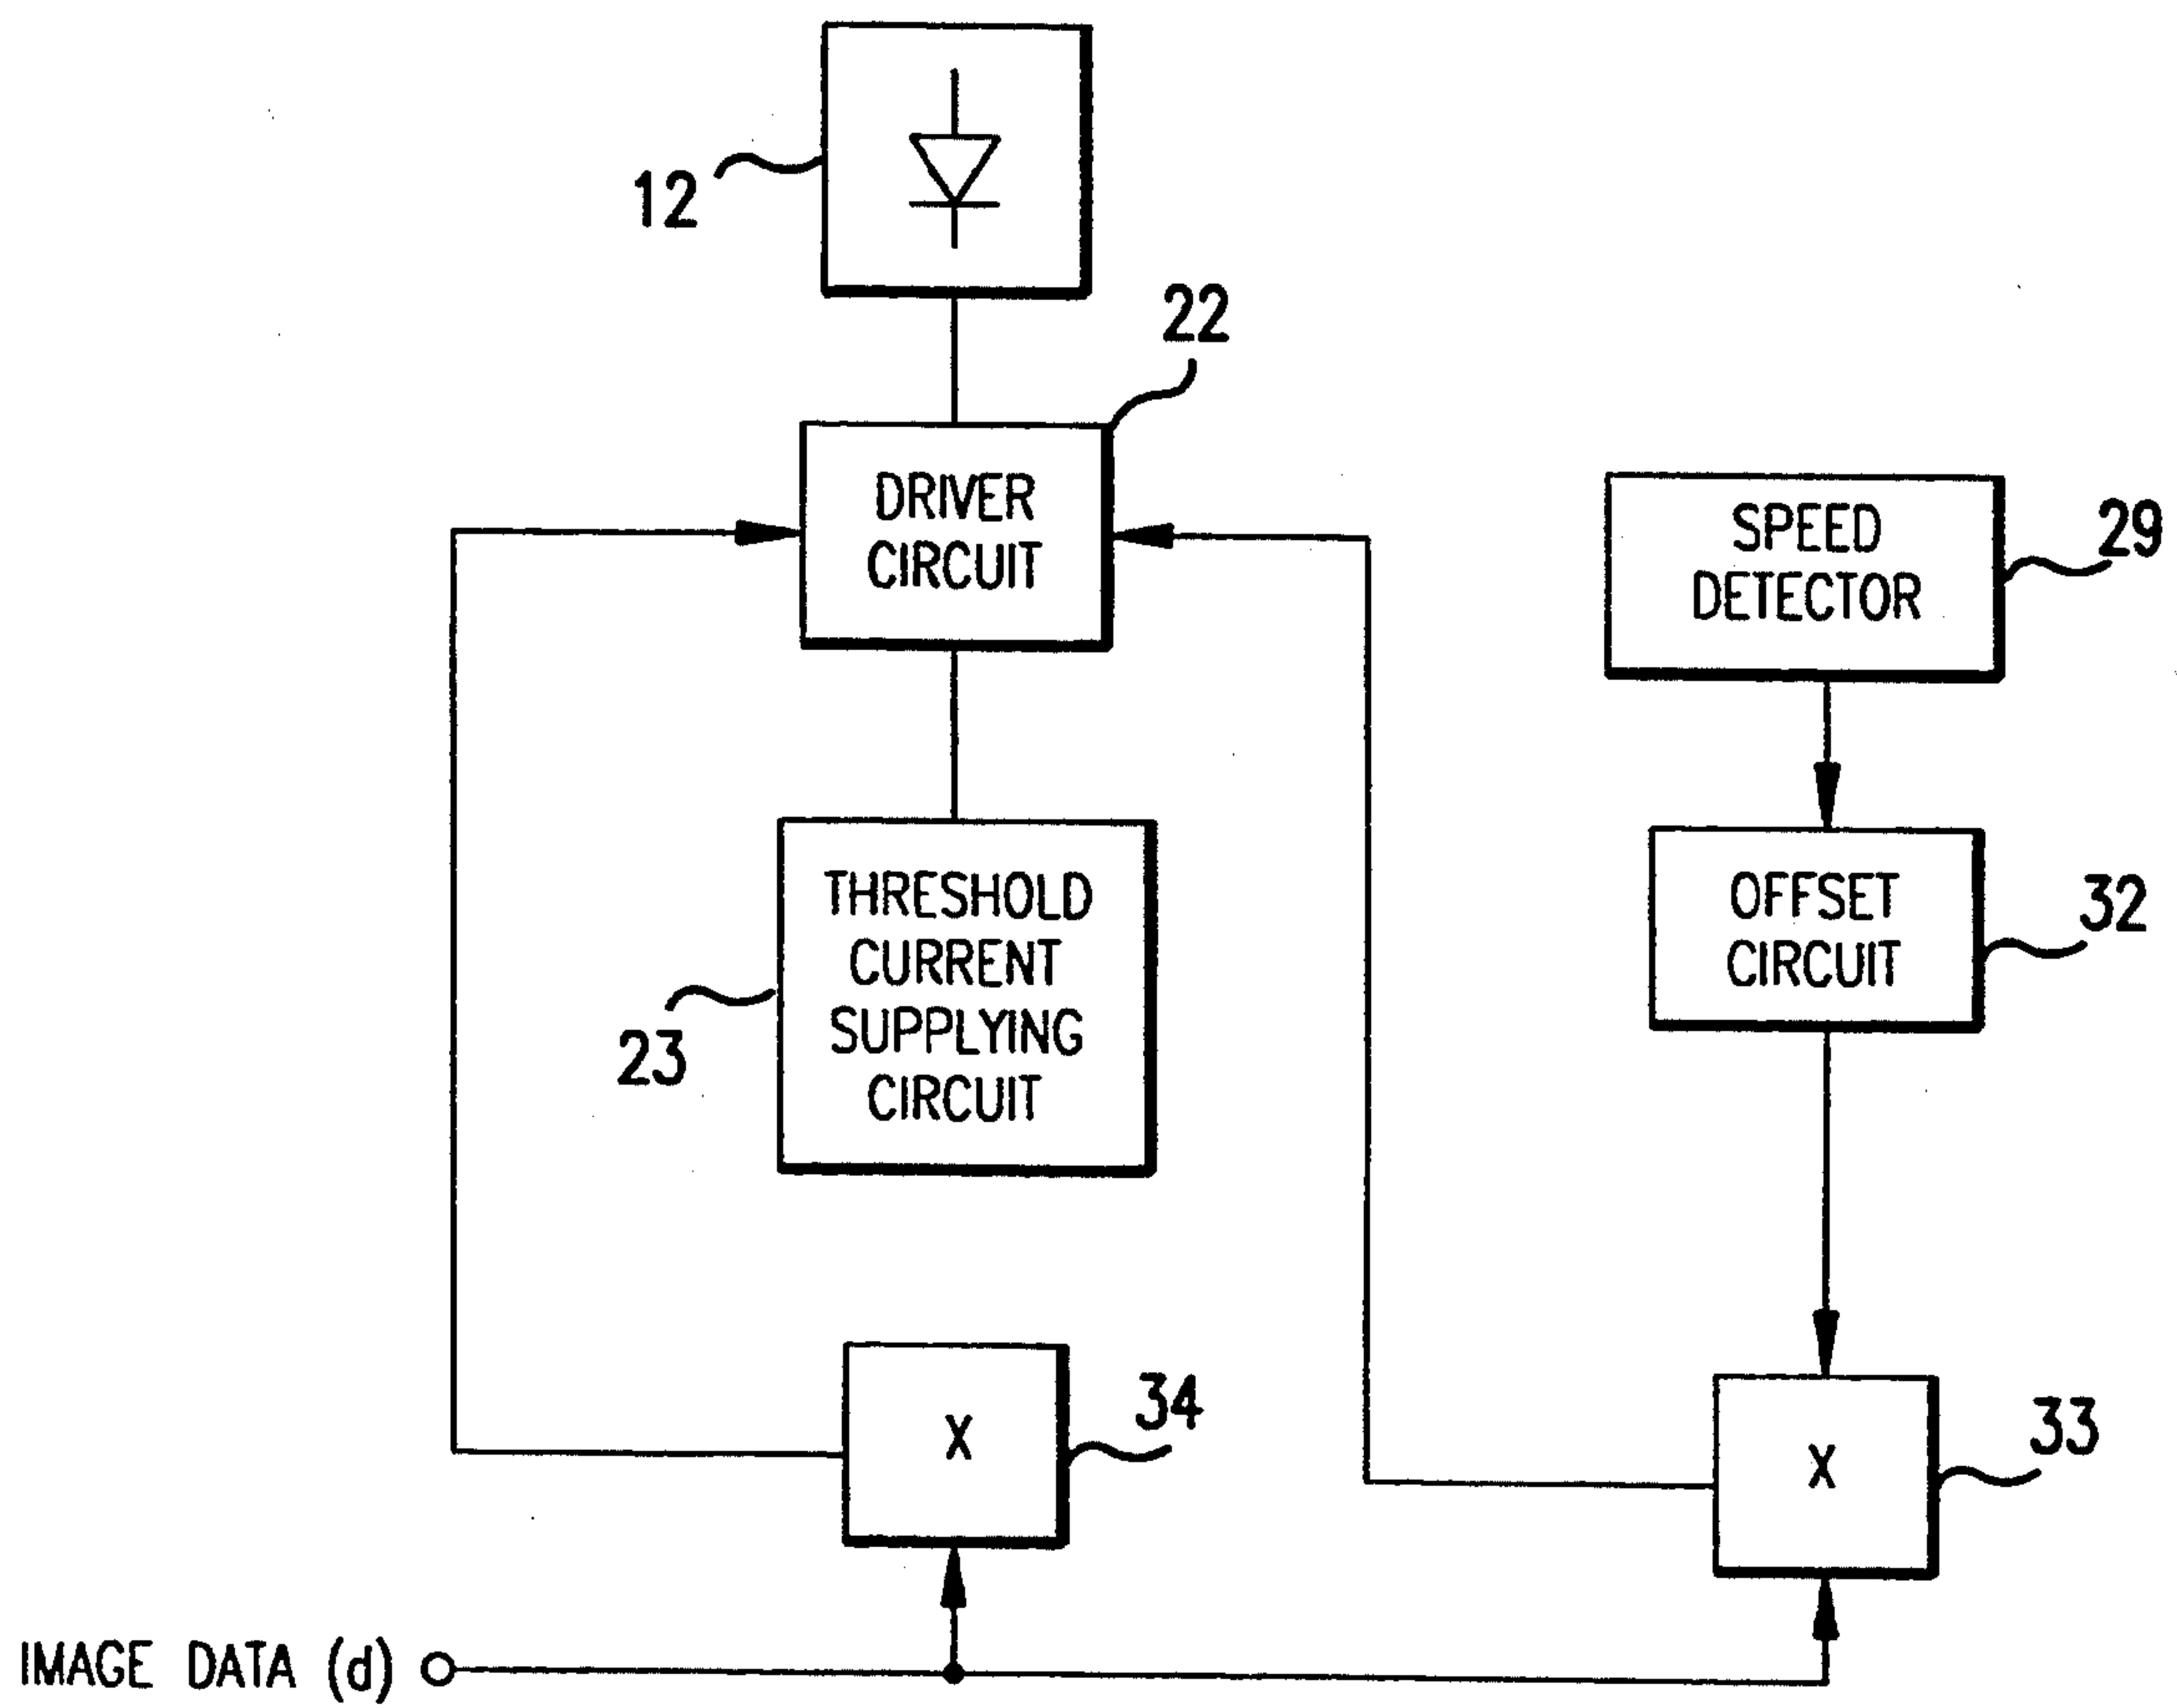 12
22
DRIVER
CIRCUIT
SPEED
DETECTOR
29
THRESHOLD
CURRENT
SUPPLYING
CIRCUIT
23
OFFSET
CIRCUIT
32
X
34
X
33
IMAGE DATA (d)